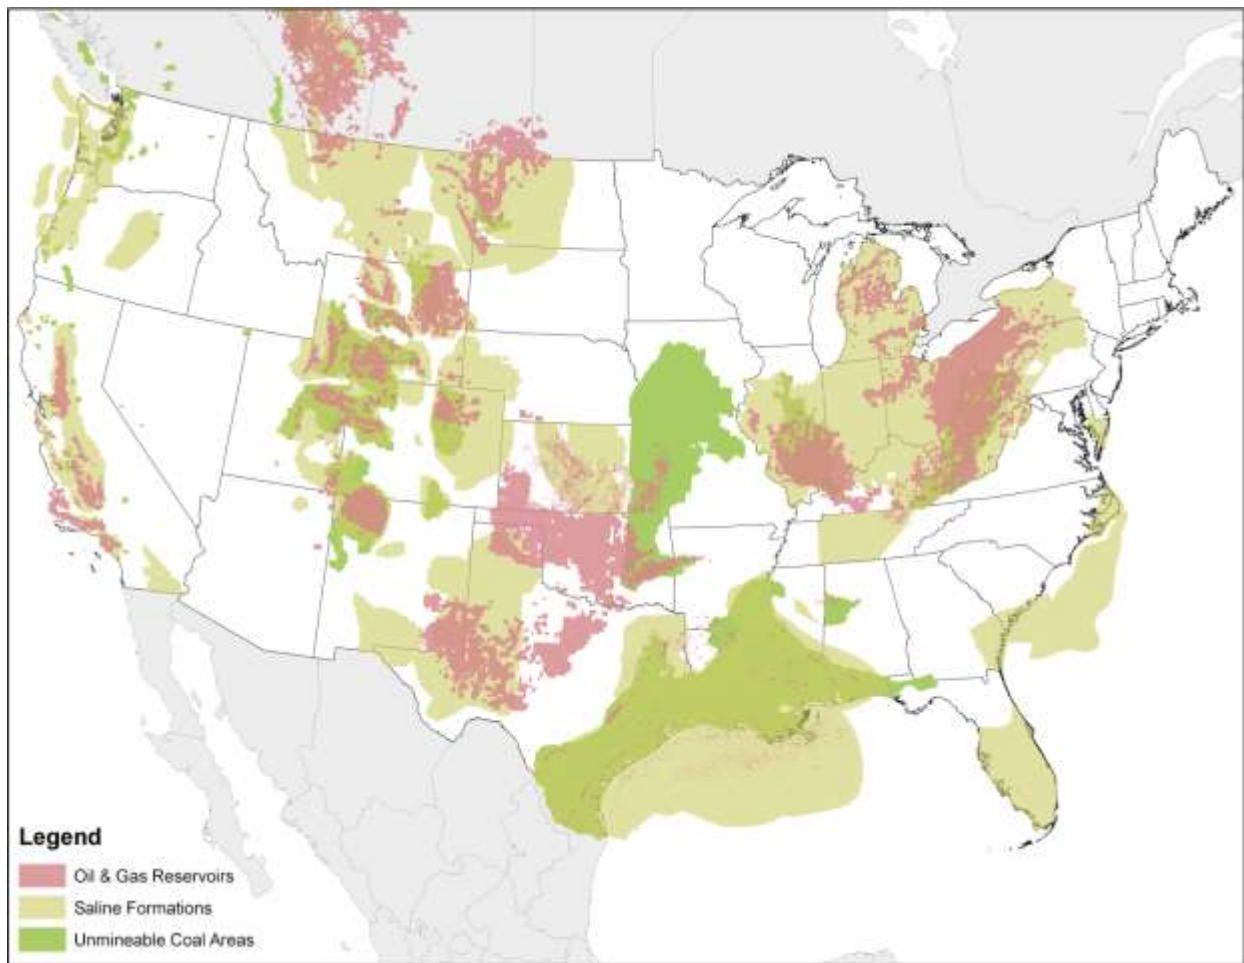 Legend
Oil & Gas Reservoirs
Saline Formations
Unmineable Coal Areas